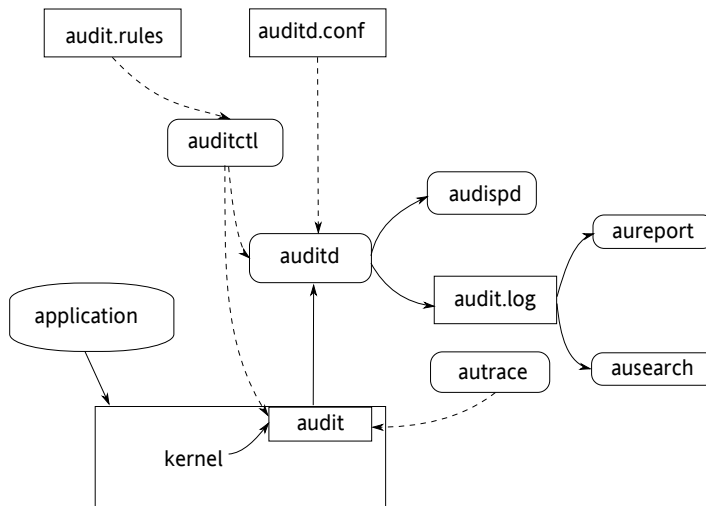 audit.rules
auditd.conf
auditctl
audispd
aureport
auditd
audit.log
application
autrace
ausearch
audit
kernel